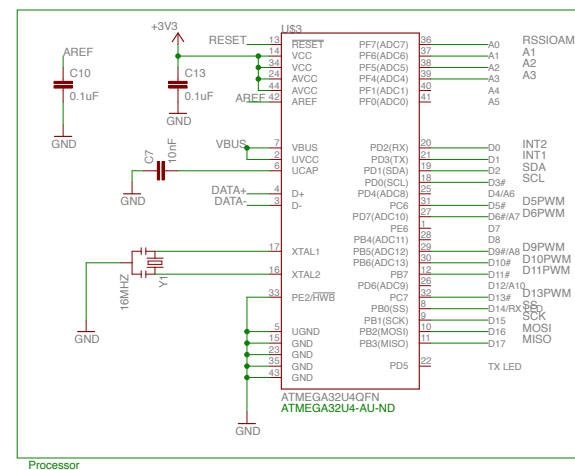 U$3
+3V3
AREF
C10
0.1uF
GND
C13
0.1uF
GND
RESET 13 RESET PF7(ADC7) 36 A0 RSSIOAM
14 VCC PF6(ADC6) 37 A1 A1
34 VCC PF5(ADC5) 38 A2 A2
24 AVCC PF4(ADC4) 39 A3 A3
44 AVCC PF1(ADC1) 40 A4
AREF 42 AREF PF0(ADC0) 41 A5
VBUS 7 VBUS PD2(RX) 20 D0 INT2
2 UVCC PD3(TX) 21 D1 INT1
C7 10nF 6 UCAP PD1(SDA) 19 D2 SDA
PD0(SCL) 18 D3# SCL
GND
DATA+ 4 D+ PD4(ADC8) 25 D4/A6
DATA- 3 D- PC6 31 D5# D5PWM
PD7(ADC10) 27 D6#/A7 D6PWM
PE6 1 D7
PB4(ADC11) 28 D8
17 XTAL1 PB5(ADC12) 29 D9#/A8 D9PWM
PB6(ADC13) 30 D10# D10PWM
16MHZ Y1 16 XTAL2 PB7 12 D11# D11PWM
PD6(ADC9) 26 D12/A10
33 PE2/HWB PC7 32 D13# D13PWM
PB0(SS) 8 D14/RX LED SS
PB1(SCK) 9 D15 SCK
GND
5 UGND PB2(MOSI) 10 D16 MOSI
15 GND PB3(MISO) 11 D17 MISO
23 GND
35 GND PD5 22 TX LED
43 GND
GND
ATMEGA32U4QFN
ATMEGA32U4-AU-ND
Processor